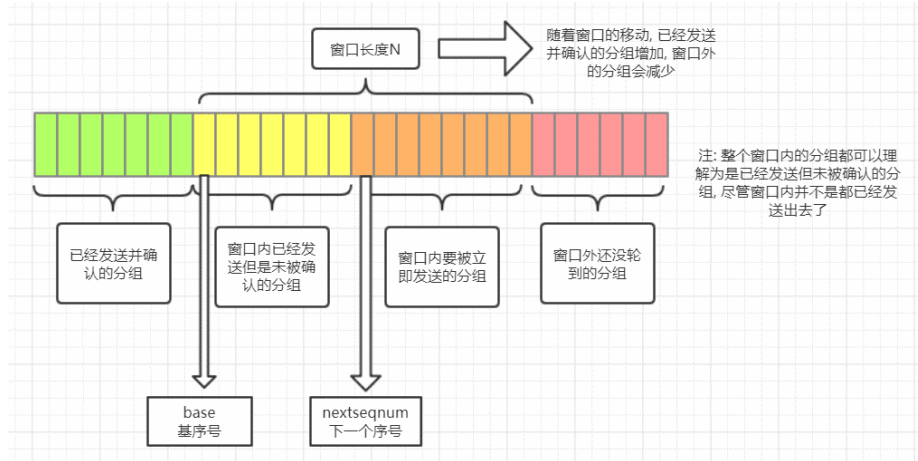 窗口长度N
随着窗口的移动, 已经发送
并确认的分组增加, 窗口外
的分组会减少
注: 整个窗口内的分组都可以理
解为是已经发送但未被确认的分
组, 尽管窗口内并不是都已经发
送出去了
已经发送并确
认的分组
窗口内已经发
送但是未被确
认的分组
窗口内要被立
即发送的分组
窗口外还没轮
到的分组
base
基序号
nextseqnum
下一个序号